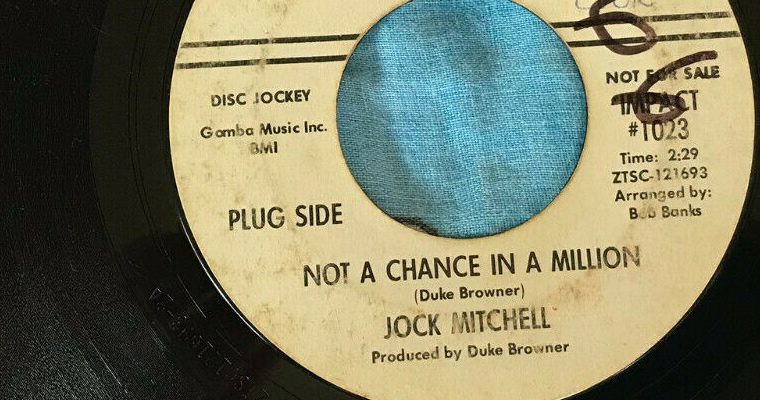 DISC JOCKEY
Gomba Music Inc.
BMI
PLUG SIDE
NOT FOR SALE
IMPACT
#1023
Time: 2:29
ZTSC-121693
Arranged by:
Bob Banks
NOT A CHANCE IN A MILLION
(Duke Browner)
JOCK MITCHELL
Produced by Duke Browner